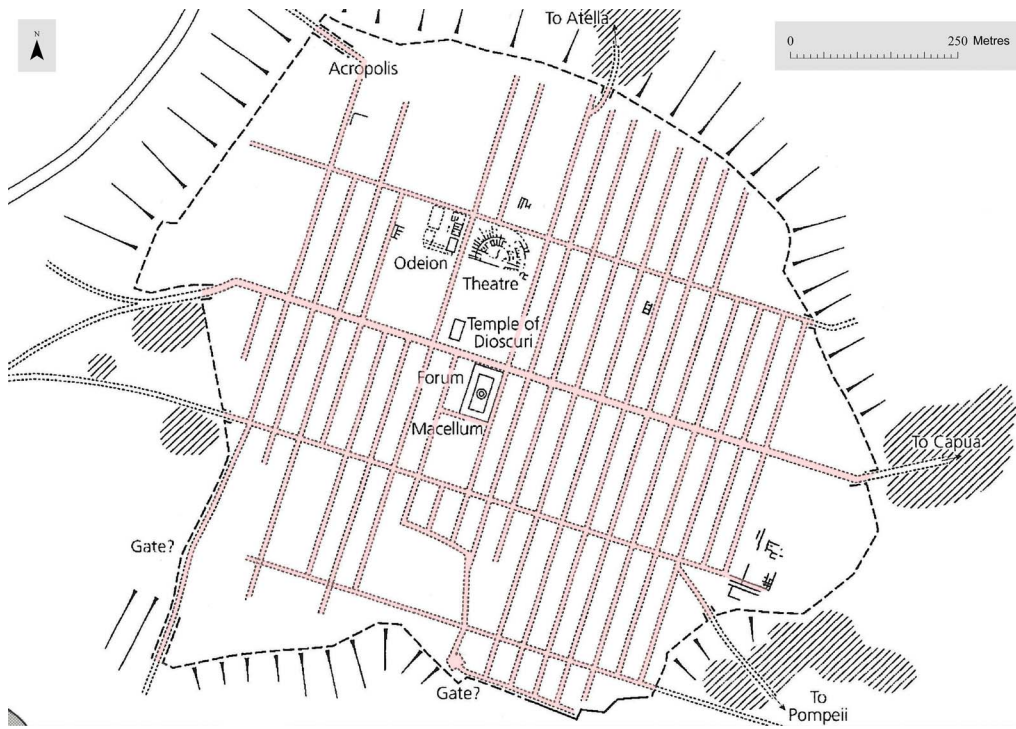 N
To Atella
0 250 Metres
Acropolis
Odeion
Theatre
Temple of
Dioscuri
Forum
Macellum
To Capua
Gate?
Gate?
To
Pompeii